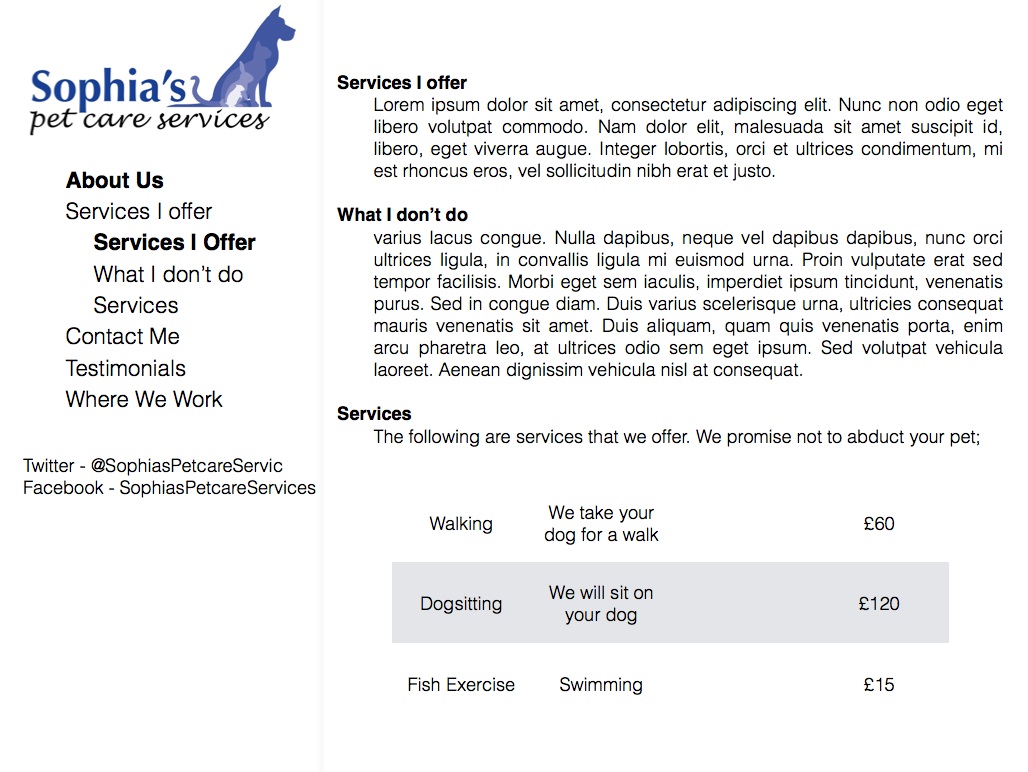 Sophia's
pet care services
About Us
Services I offer
Services I Offer
What I don't do
Services
Contact Me
Testimonials
Where We Work
Twitter - @SophiasPetcareServic
Facebook - SophiasPetcareServices
Services I offer
Lorem ipsum dolor sit amet, consectetur adipiscing elit. Nunc non odio eget
libero volutpat commodo. Nam dolor elit, malesuada sit amet suscipit id,
libero, eget viverra augue. Integer lobortis, orci et ultrices condimentum, mi
est rhoncus eros, vel sollicitudin nibh erat et justo.
What I don't do
varius lacus congue. Nulla dapibus, neque vel dapibus dapibus, nunc orci
ultrices ligula, in convallis ligula mi euismod urna. Proin vulputate erat sed
tempor facilisis. Morbi eget sem iaculis, imperdiet ipsum tincidunt, venenatis
purus. Sed in congue diam. Duis varius scelerisque urna, ultricies consequat
mauris venenatis sit amet. Duis aliquam, quam quis venenatis porta, enim
arcu pharetra leo, at ultrices odio sem eget ipsum. Sed volutpat vehicula
laoreet. Aenean dignissim vehicula nisl at consequat.
Services
The following are services that we offer. We promise not to abduct your pet;
Walking
We take your
dog for a walk
£60
Dogsitting
We will sit on
your dog
£120
Fish Exercise
Swimming
£15